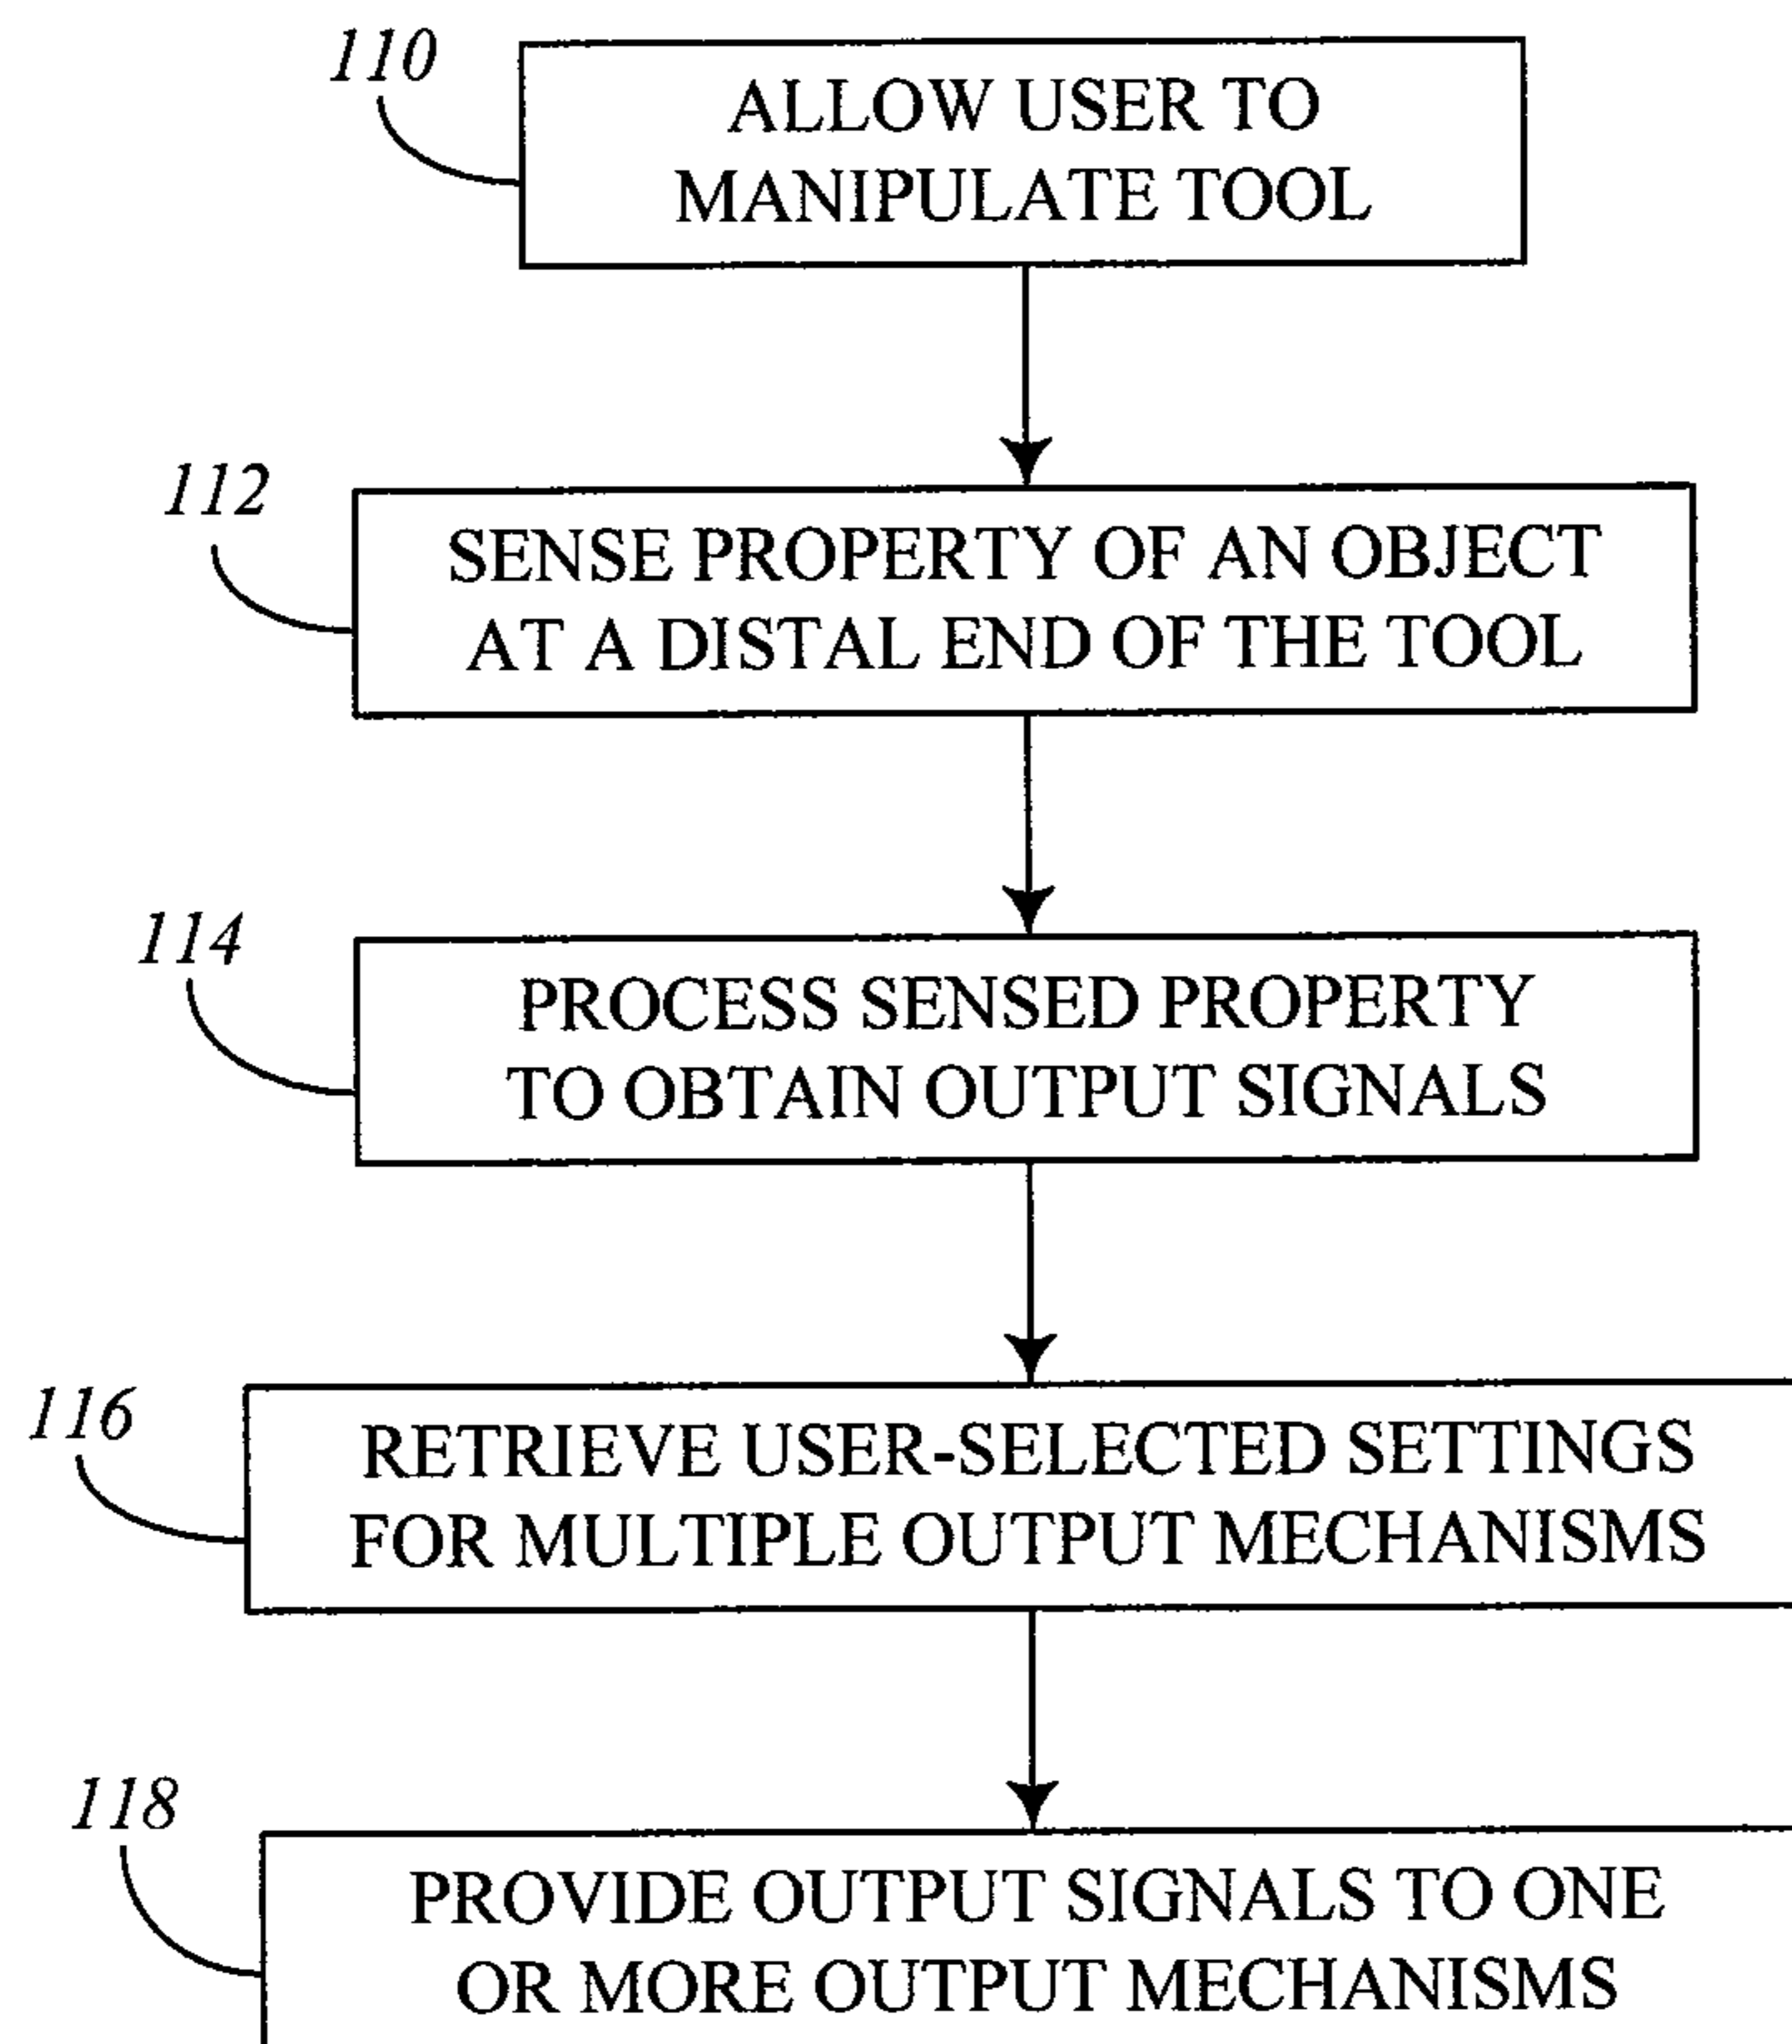 110
ALLOW USER TO
MANIPULATE TOOL
112
SENSE PROPERTY OF AN OBJECT
AT A DISTAL END OF THE TOOL
114
PROCESS SENSED PROPERTY
TO OBTAIN OUTPUT SIGNALS
116
RETRIEVE USER-SELECTED SETTINGS
FOR MULTIPLE OUTPUT MECHANISMS
118
PROVIDE OUTPUT SIGNALS TO ONE
OR MORE OUTPUT MECHANISMS